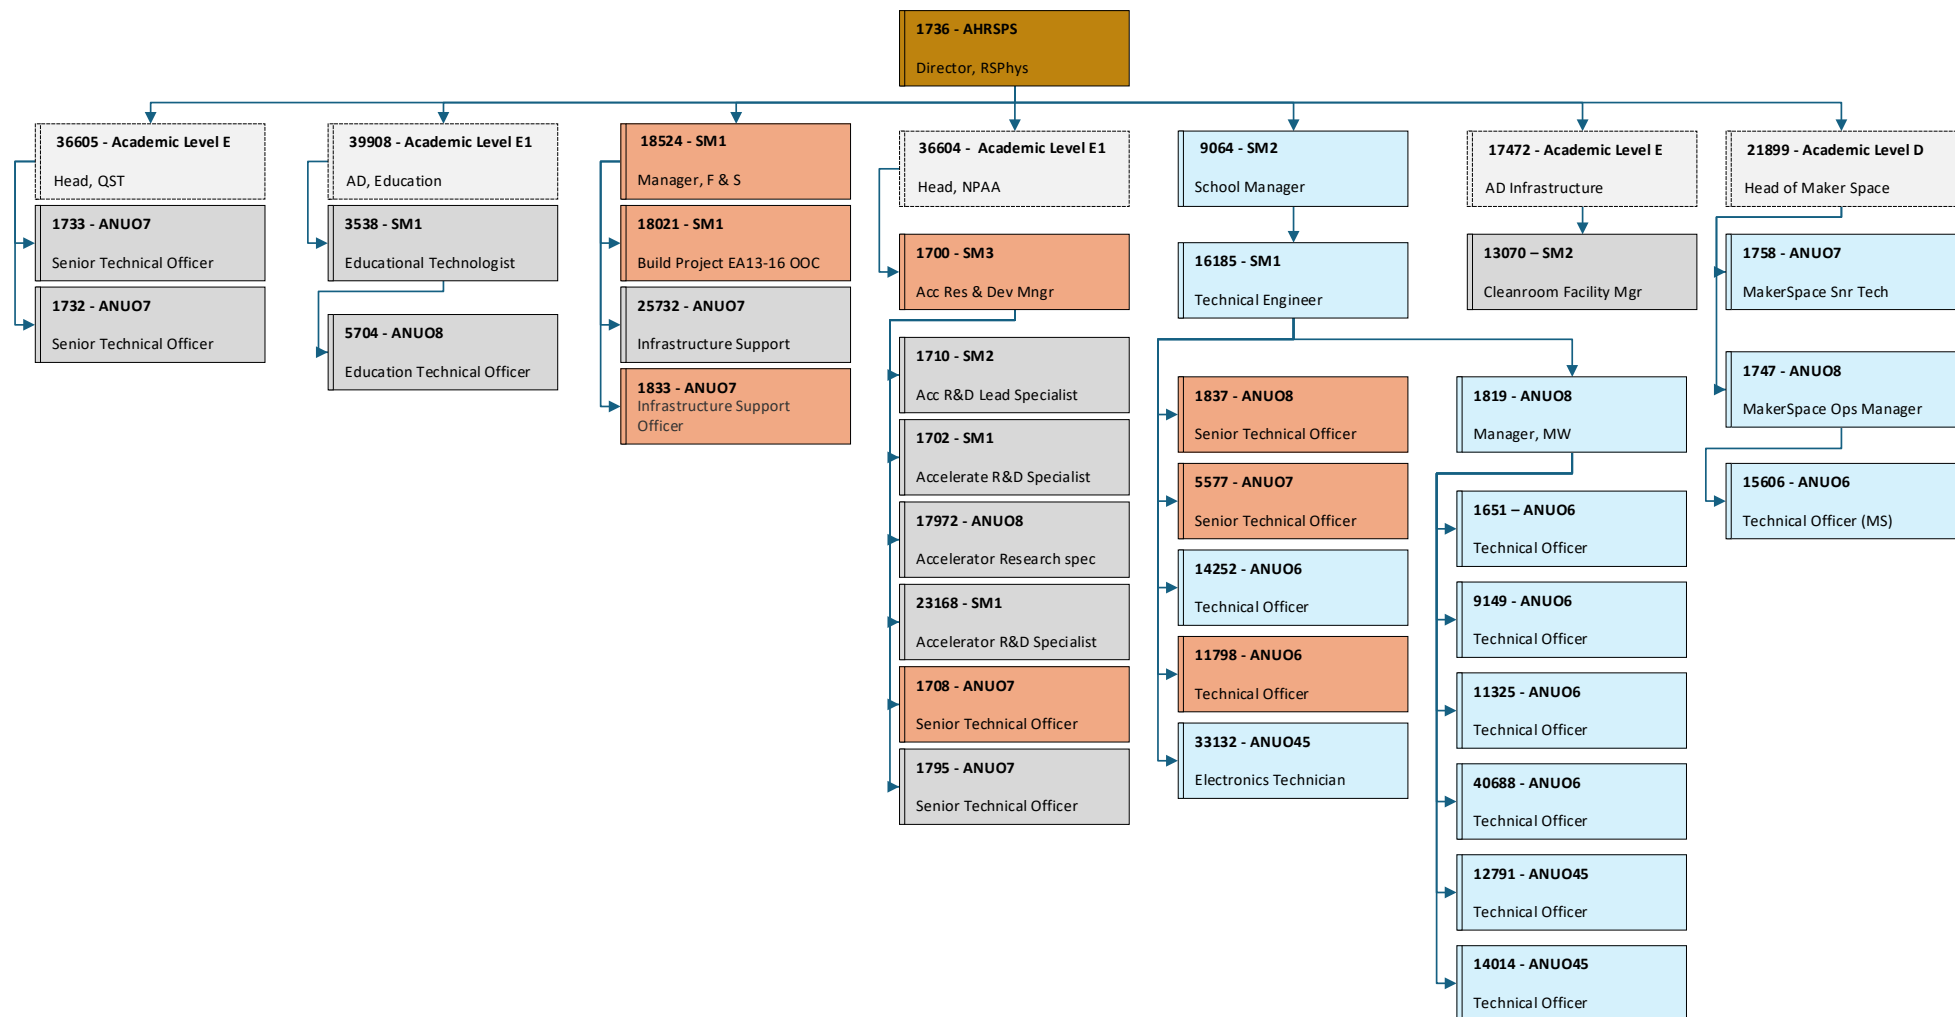 1736 - AHRSPS
Director, RSPhys
36605 - Academic Level E
Head, QST
1733 - ANUO7
Senior Technical Officer
1732 - ANUO7
Senior Technical Officer
39908 - Academic Level E1
AD, Education
3538 - SM1
Educational Technologist
5704 - ANUO8
Education Technical Officer
18524 - SM1
Manager, F & S
18021 - SM1
Build Project EA13-16 OOC
25732 - ANUO7
Infrastructure Support
1833 - ANUO7
Infrastructure Support
Officer
36604 - Academic Level E1
Head, NPAA
1700 - SM3
Acc Res & Dev Mngr
1710 - SM2
Acc R&D Lead Specialist
1702 - SM1
Accelerate R&D Specialist
17972 - ANUO8
Accelerator Research spec
23168 - SM1
Accelerator R&D Specialist
1708 - ANUO7
Senior Technical Officer
1795 - ANUO7
Senior Technical Officer
9064 - SM2
School Manager
16185 - SM1
Technical Engineer
1837 - ANUO8
Senior Technical Officer
5577 - ANUO7
Senior Technical Officer
14252 - ANUO6
Technical Officer
11798 - ANUO6
Technical Officer
33132 - ANUO45
Electronics Technician
1819 - ANUO8
Manager, MW
1651 – ANUO6
Technical Officer
9149 - ANUO6
Technical Officer
11325 - ANUO6
Technical Officer
40688 - ANUO6
Technical Officer
12791 - ANUO45
Technical Officer
14014 - ANUO45
Technical Officer
17472 - Academic Level E
AD Infrastructure
13070 – SM2
Cleanroom Facility Mgr
21899 - Academic Level D
Head of Maker Space
1758 - ANUO7
MakerSpace Snr Tech
1747 - ANUO8
MakerSpace Ops Manager
15606 - ANUO6
Technical Officer (MS)